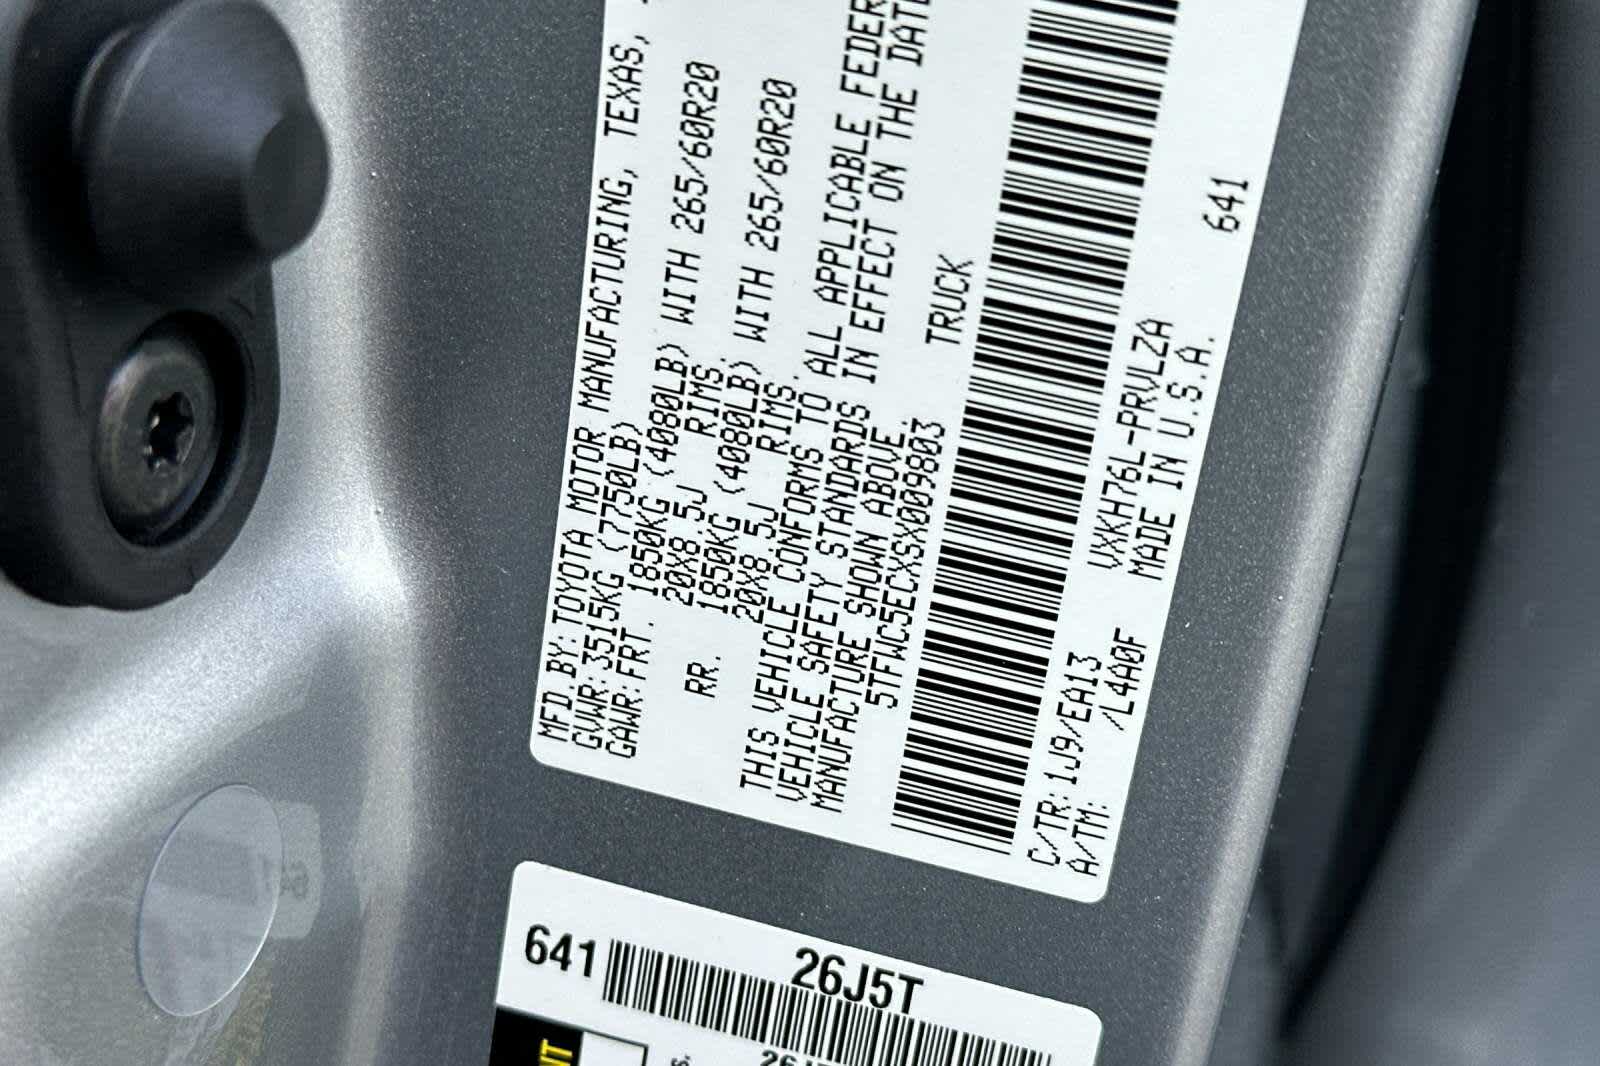 MFD.BY:TOYOTA MOTOR MANUFACTURING, TEXAS,
GVWR:3515KG (7750LB)
GAWR:FRT. 1850KG (4080LB) WITH 265/60R20
20X8.5J RIMS.
RR. 1850KG (4080LB) WITH 265/60R20
20X8.5J RIMS.
THIS VEHICLE CONFORMS TO ALL APPLICABLE FEDER
VEHICLE SAFETY STANDARDS IN EFFECT ON THE DATE
MANUFACTURE SHOWN ABOVE.
5TFWC5ECXSX009803 TRUCK
C/TR: 1J9/EA13 VXKH76L-PRVLZA 641
A/TM: /L4A0F MADE IN U.S.A.
641 26J5T